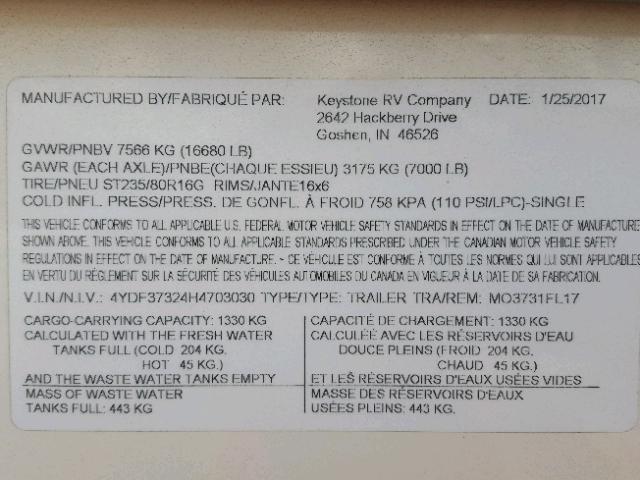 MANUFACTURED BY/FABRIQUÉ PAR: Keystone RV Company DATE: 1/25/2017
2642 Hackberry Drive
Goshen, IN 46526
GVWR/PNBV 7566 KG (16680 LB)
GAWR (EACH AXLE)/PNBE(CHAQUE ESSIEU) 3175 KG (7000 LB)
TIRE/PNEU ST235/80R16G RIMS/JANTE16x6
COLD INFL. PRESS/PRESS. DE GONFL. À FROID 758 KPA (110 PSI/LPC)-SINGLE
THIS VEHICLE CONFORMS TO ALL APPLICABLE U.S. FEDERAL MOTOR VEHICLE SAFETY STANDARDS IN EFFECT ON THE DATE OF MANUFACTURE
SHOWN ABOVE. THIS VEHICLE CONFORMS TO ALL APPLICABLE STANDARDS PRESCRIBED UNDER THE CANADIAN MOTOR VEHICLE SAFETY
REGULATIONS IN EFFECT ON THE DATE OF MANUFACTURE. ~ CE VÉHICULE EST CONFORME À TOUTES LES NORMES QUI LUI SONT APPLICABLES
EN VERTU DU RÈGLEMENT SUR LA SÉCURITÉ DES VÉHICULES AUTOMOBILES DU CANADA EN VIGUEUR À LA DATE DE SA FABRICATION.
V.I.N./N.I.V.: 4YDF37324H4703030 TYPE/TYPE: TRAILER TRA/REM: MO3731FL17
CARGO-CARRYING CAPACITY: 1330 KG
CALCULATED WITH THE FRESH WATER
TANKS FULL (COLD 204 KG.
HOT 45 KG.)
AND THE WASTE WATER TANKS EMPTY
MASS OF WASTE WATER
TANKS FULL: 443 KG
CAPACITÉ DE CHARGEMENT: 1330 KG
CALCULÉE AVEC LES RÉSERVOIRS D'EAU
DOUCE PLEINS (FROID 204 KG.
CHAUD 45 KG.)
ET LES RÉSERVOIRS D'EAUX USÉES VIDES
MASSE DES RÉSERVOIRS D'EAUX
USÉES PLEINS: 443 KG.